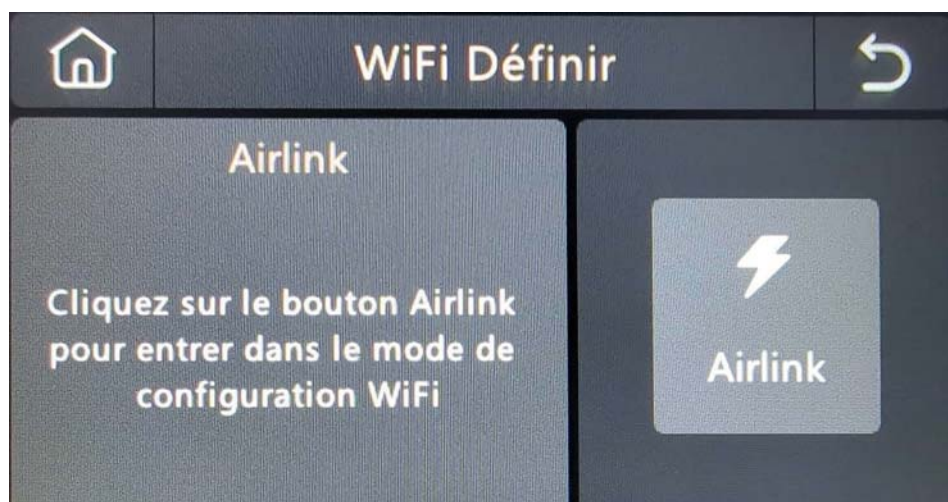 WiFi Définir
Airlink
Cliquez sur le bouton Airlink
pour entrer dans le mode de
configuration WiFi
Airlink